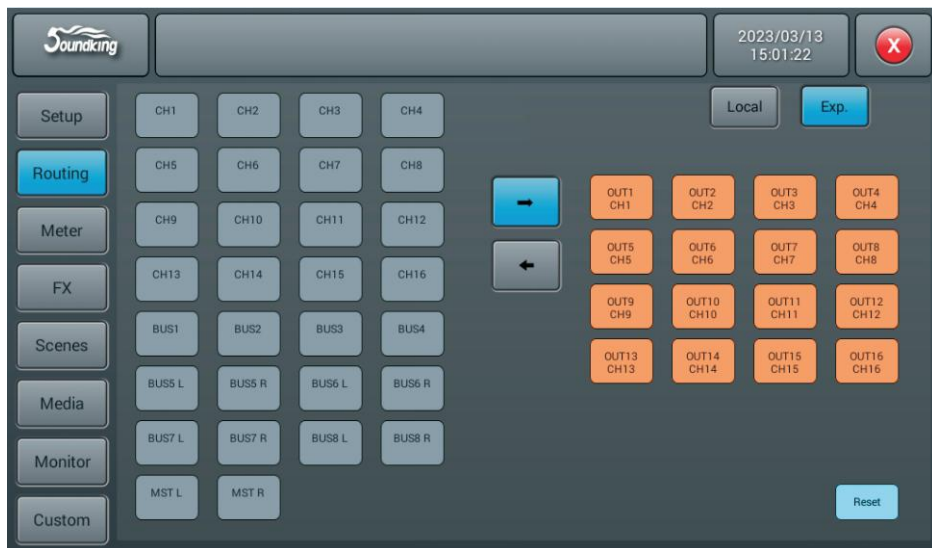 Soundking
2023/03/13
15:01:22
X
Setup
Routing
Meter
FX
Scenes
Media
Monitor
Custom
CH1 CH2 CH3 CH4
CH5 CH6 CH7 CH8
CH9 CH10 CH11 CH12
CH13 CH14 CH15 CH16
BUS1 BUS2 BUS3 BUS4
BUS5 L BUS5 R BUS6 L BUS6 R
BUS7 L BUS7 R BUS8 L BUS8 R
MST L MST R
Local Exp.
OUT1 OUT2 OUT3 OUT4
CH1 CH2 CH3 CH4
OUT5 OUT6 OUT7 OUT8
CH5 CH6 CH7 CH8
OUT9 OUT10 OUT11 OUT12
CH9 CH10 CH11 CH12
OUT13 OUT14 OUT15 OUT16
CH13 CH14 CH15 CH16
Reset